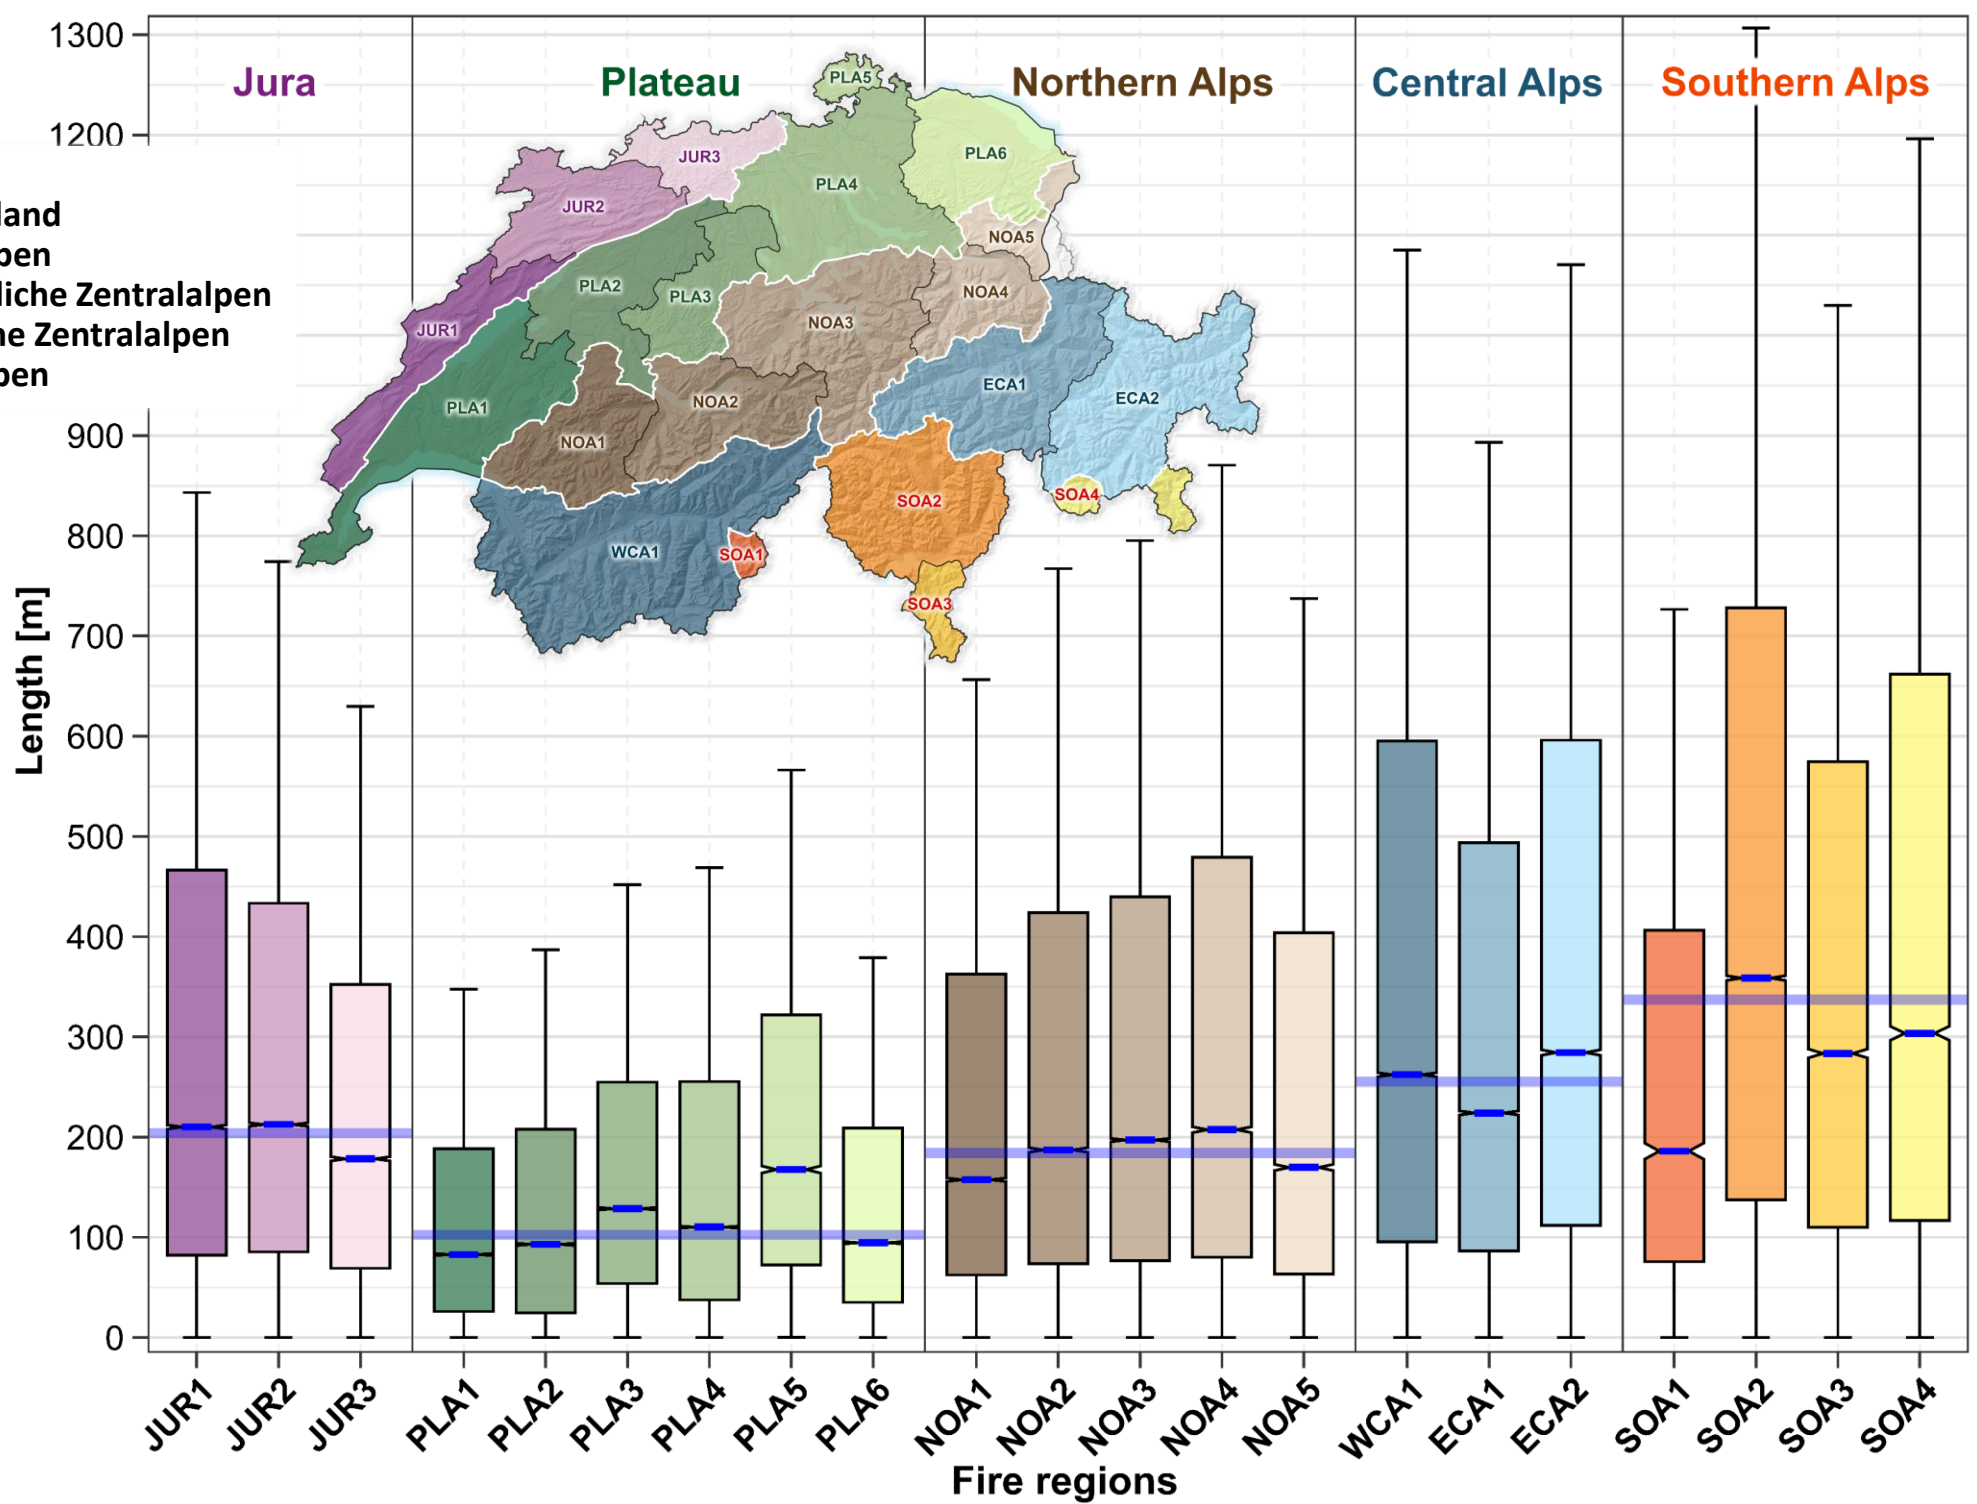 1300
Jura
Plateau
Northern Alps
Central Alps
Southern Alps
1200
900
800
700
600
500
400
300
200
100
0
Length [m]
PLA5
JUR3
PLA6
PLA4
JUR2
NOA5
PLA2
PLA3
NOA4
JUR1
NOA3
ECA1
ECA2
PLA1
NOA2
NOA1
SOA2
SOA4
WCA1
SOA1
SOA3
JUR1
JUR2
JUR3
PLA1
PLA2
PLA3
PLA4
PLA5
PLA6
NOA1
NOA2
NOA3
NOA4
NOA5
WCA1
ECA1
ECA2
SOA1
SOA2
SOA3
SOA4
Fire regions
land
pen
liche Zentralalpen
ne Zentralalpen
pen